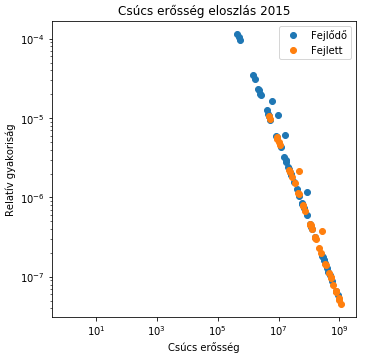 Csúcs erősség eloszlás 2015
Fejlődő
Fejlett
Relatív gyakoriság
10⁻⁴
10⁻⁵
10⁻⁶
10⁻⁷
10¹
10³
10⁵
10⁷
10⁹
Csúcs erősség